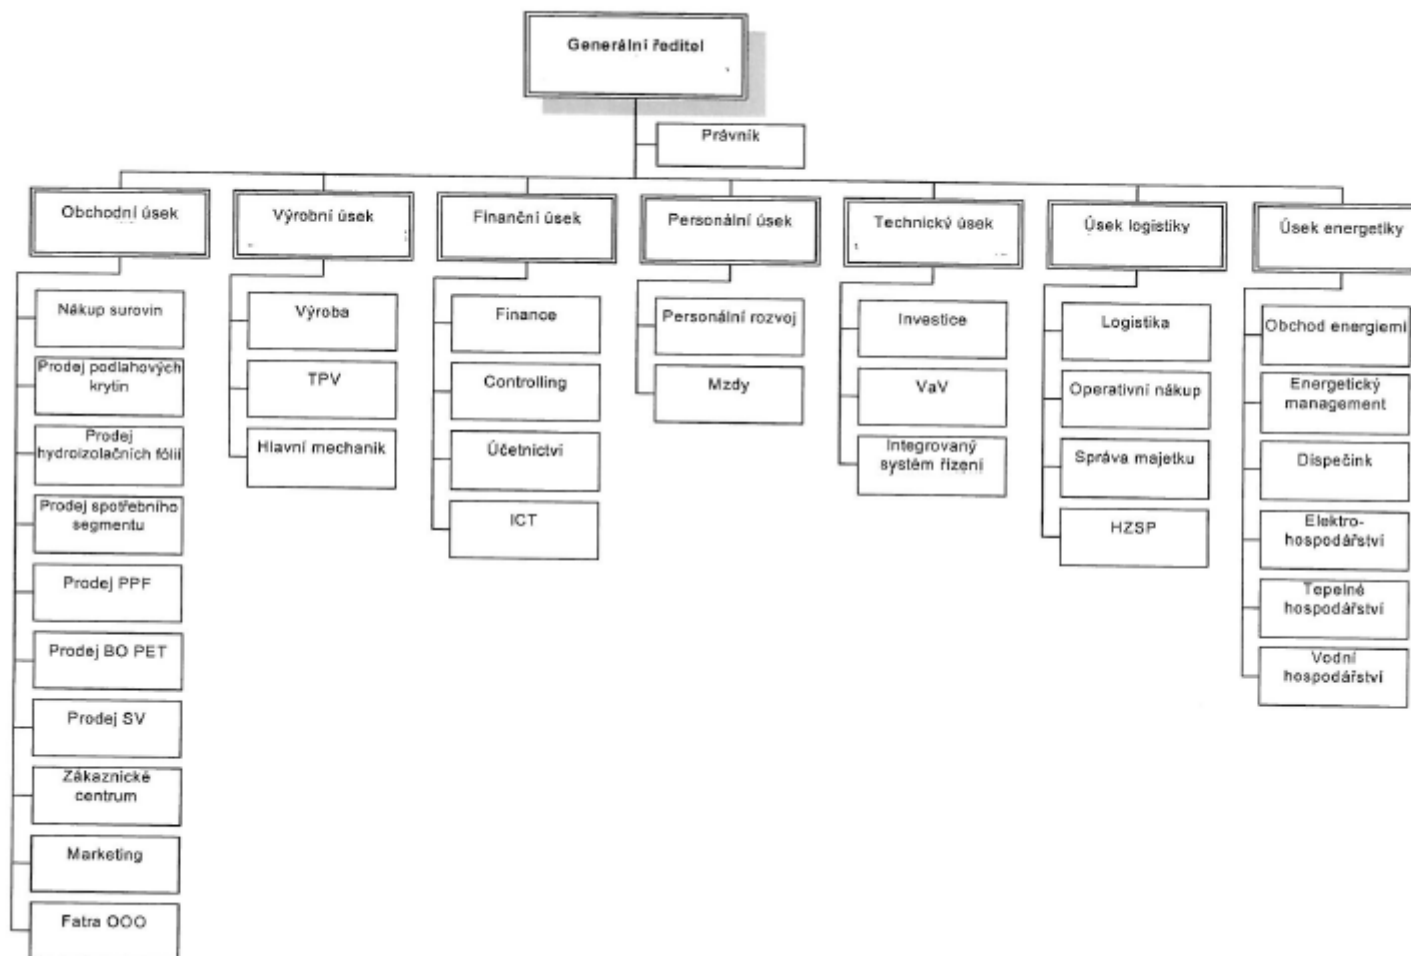 Generální ředitel
Právník
Obchodní úsek
Nákup surovin
Prodej podlahových
krytin
Prodej
hydroizolačních fólií
Prodej spotřebního
segmentu
Prodej PPF
Prodej BO PET
Prodej SV
Zákaznické
centrum
Marketing
Fatra OOO
Výrobní úsek
Výroba
TPV
Hlavní mechanik
Finanční úsek
Finance
Controlling
Účetnictví
ICT
Personální úsek
Personální rozvoj
Mzdy
Technický úsek
Investice
VaV
Integrovaný
systém řízení
Úsek logistiky
Logistika
Operativní nákup
Správa majetku
HZSP
Úsek energetiky
Obchod energiemi
Energetický
management
Dispečink
Elektro-
hospodářství
Tepelné
hospodářství
Vodní
hospodářství